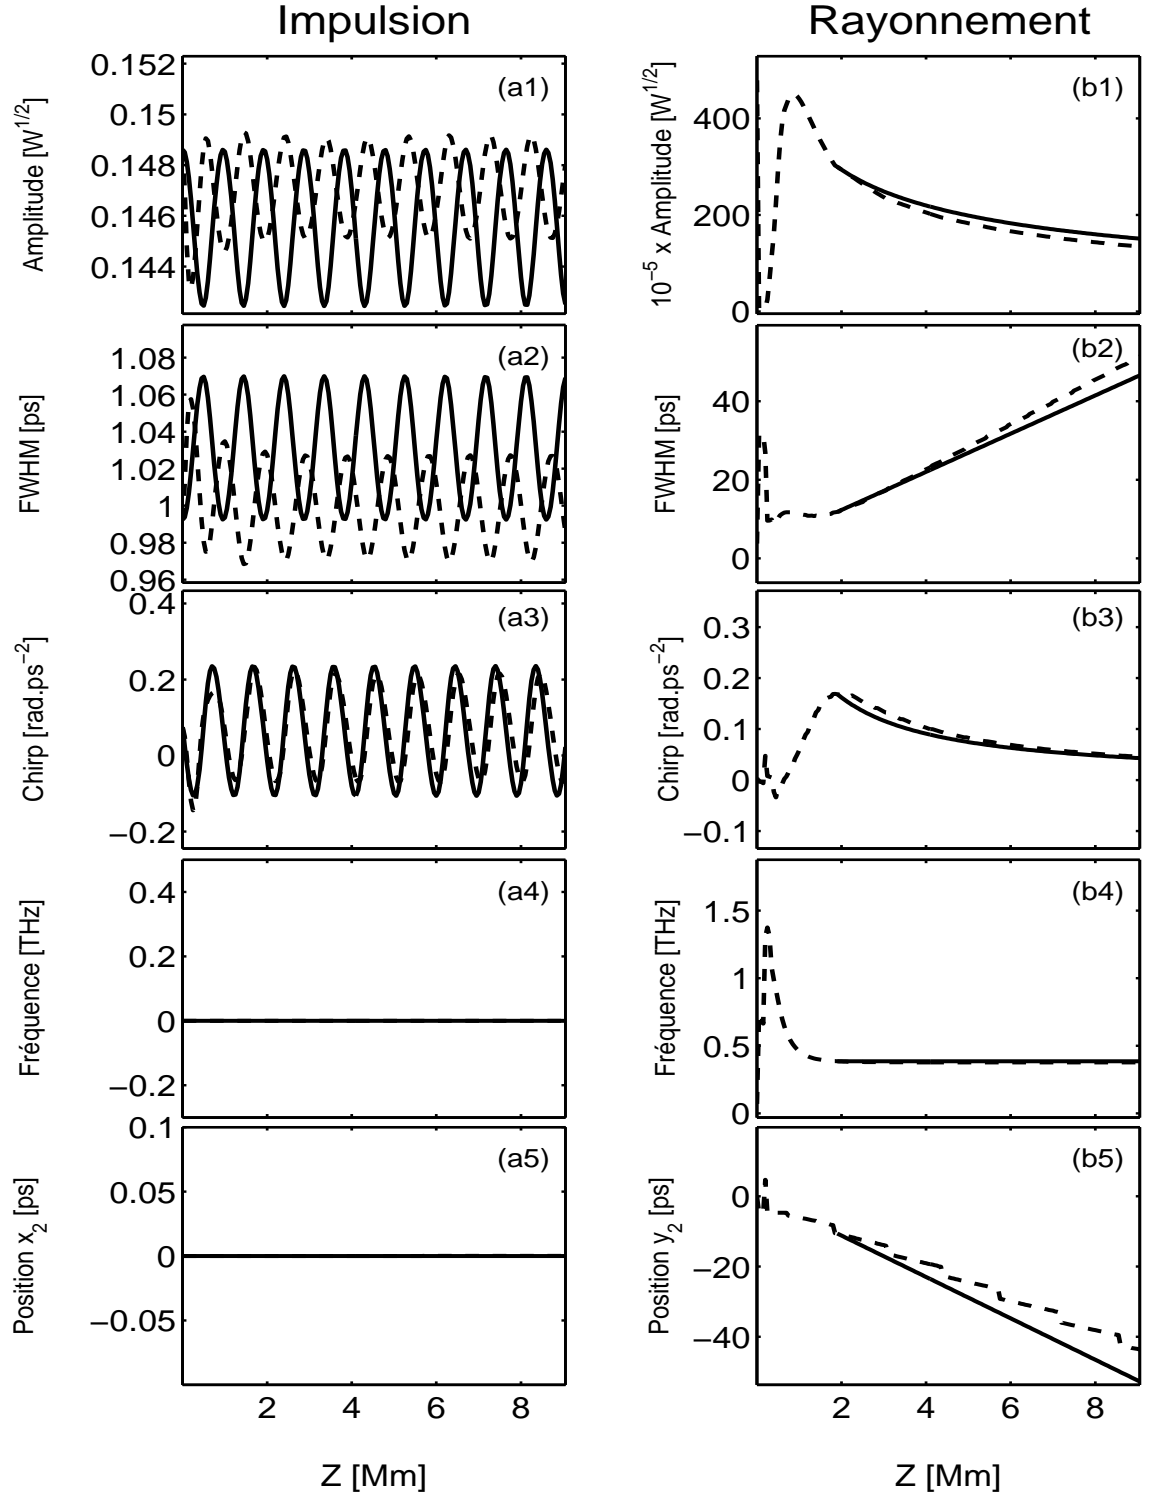 Impulsion
Rayonnement
(a1)
Amplitude [W^{1/2}]
0.152
0.15
0.148
0.146
0.144
(b1)
10^{−5} x Amplitude [W^{1/2}]
400
200
0
(a2)
FWHM [ps]
1.08
1.06
1.04
1.02
1
0.98
0.96
(b2)
FWHM [ps]
40
20
0
(a3)
Chirp [rad.ps^{−2}]
0.4
0.2
0
−0.2
(b3)
Chirp [rad.ps^{−2}]
0.3
0.2
0.1
0
−0.1
(a4)
Fréquence [THz]
0.4
0.2
0
−0.2
(b4)
Fréquence [THz]
1.5
1
0.5
0
(a5)
Position x_2 [ps]
0.1
0.05
0
−0.05
2 4 6 8
Z [Mm]
(b5)
Position y_2 [ps]
0
−20
−40
2 4 6 8
Z [Mm]